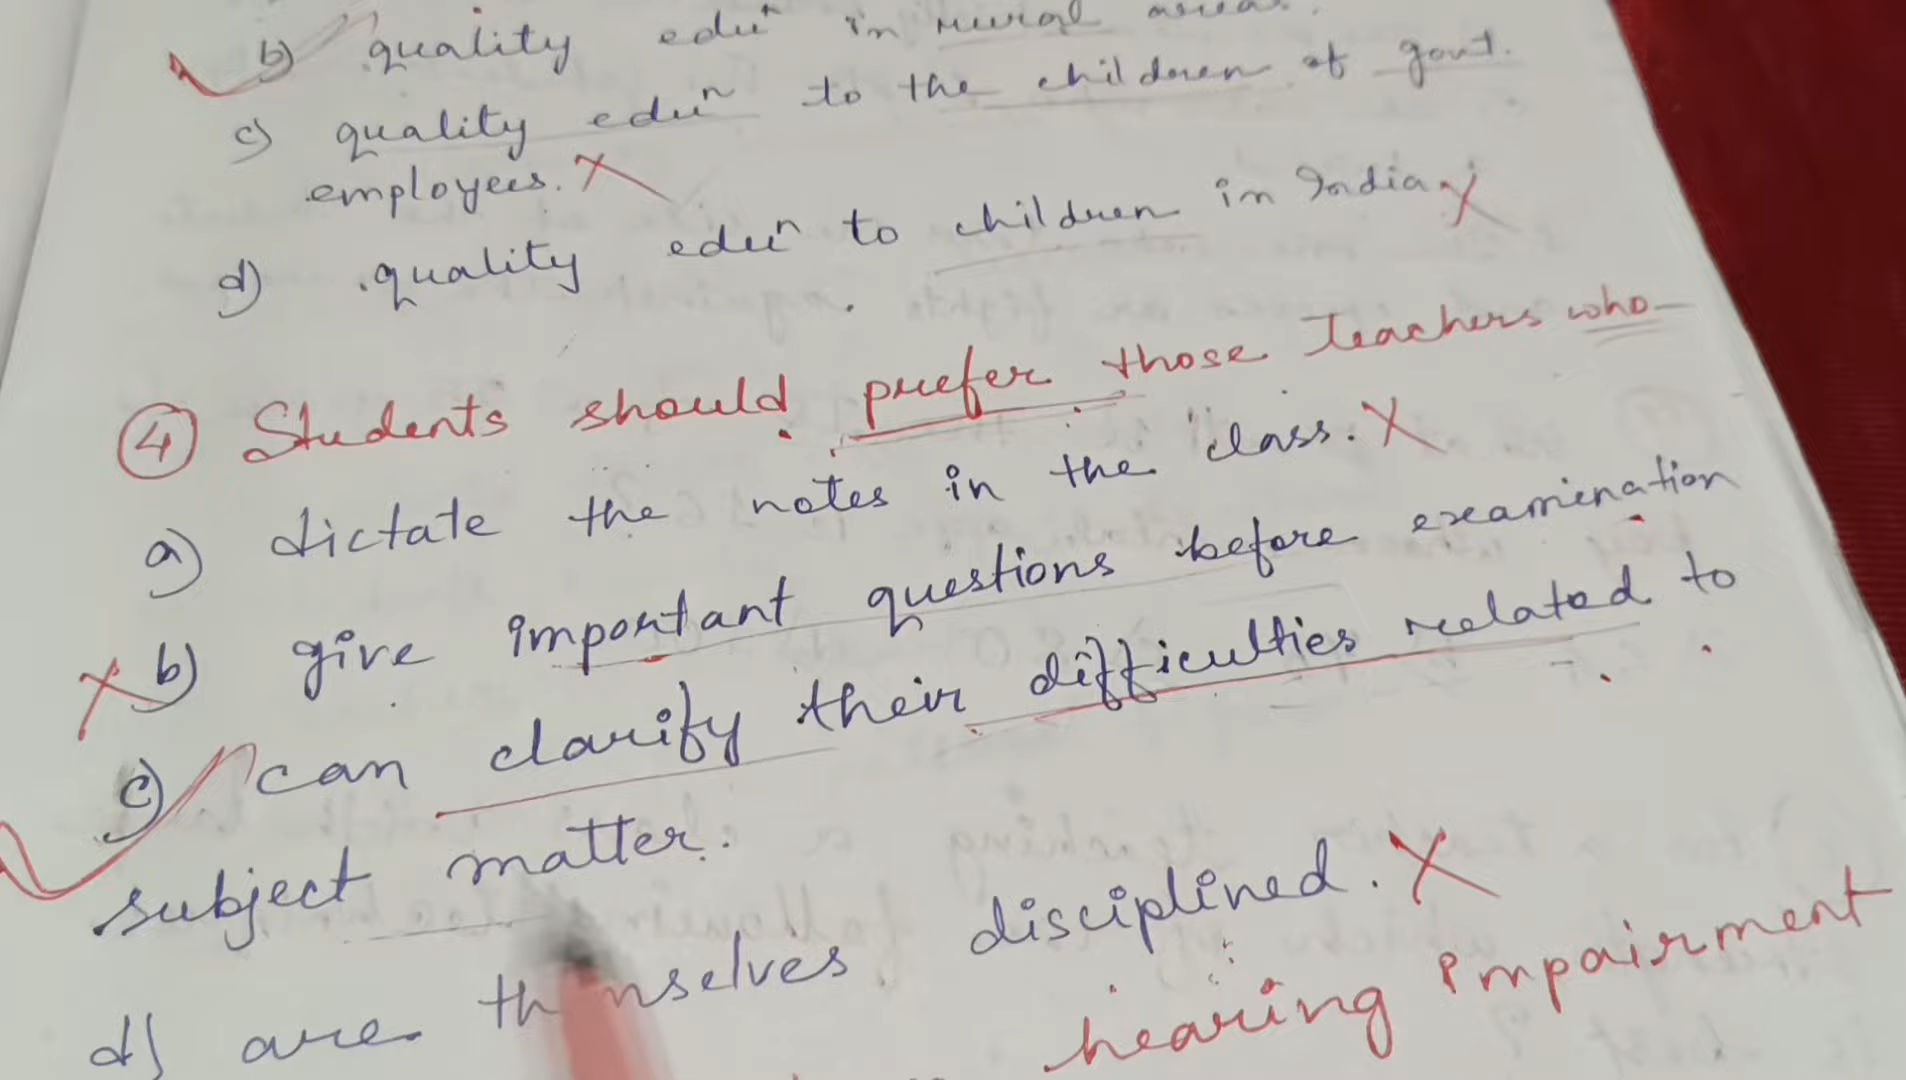 b) quality eduⁿ in rural areas.
c) quality eduⁿ to the children of govt.
employees.
d) quality eduⁿ to children in India.
④ Students should prefer those Teachers who—
a) dictate the notes in the class.
b) give important questions before examination
c) can clarify their difficulties related to
subject matter.
d) are themselves disciplined.
hearing impairment